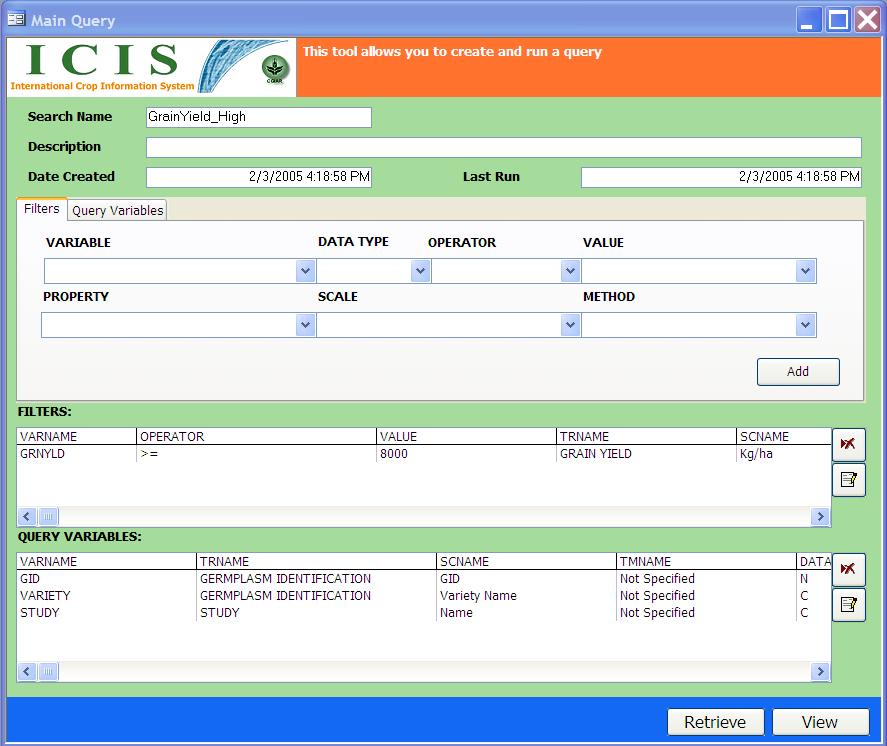 Main Query
ICIS
International Crop Information System
CGIAR
This tool allows you to create and run a query
Search Name GrainYield_High
Description
Date Created 2/3/2005 4:18:58 PM Last Run 2/3/2005 4:18:58 PM
Filters Query Variables
VARIABLE DATA TYPE OPERATOR VALUE
PROPERTY SCALE METHOD
Add
FILTERS:
VARNAME OPERATOR VALUE TRNAME SCNAME
GRNYLD >= 8000 GRAIN YIELD Kg/ha
QUERY VARIABLES:
VARNAME TRNAME SCNAME TMNAME DATA
GID GERMPLASM IDENTIFICATION GID Not Specified N
VARIETY GERMPLASM IDENTIFICATION Variety Name Not Specified C
STUDY STUDY Name Not Specified C
Retrieve View